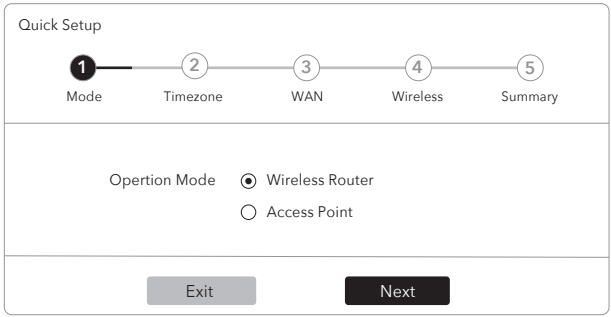 Quick Setup
1 2 3 4 5
Mode Timezone WAN Wireless Summary
Opertion Mode Wireless Router
Access Point
Exit Next